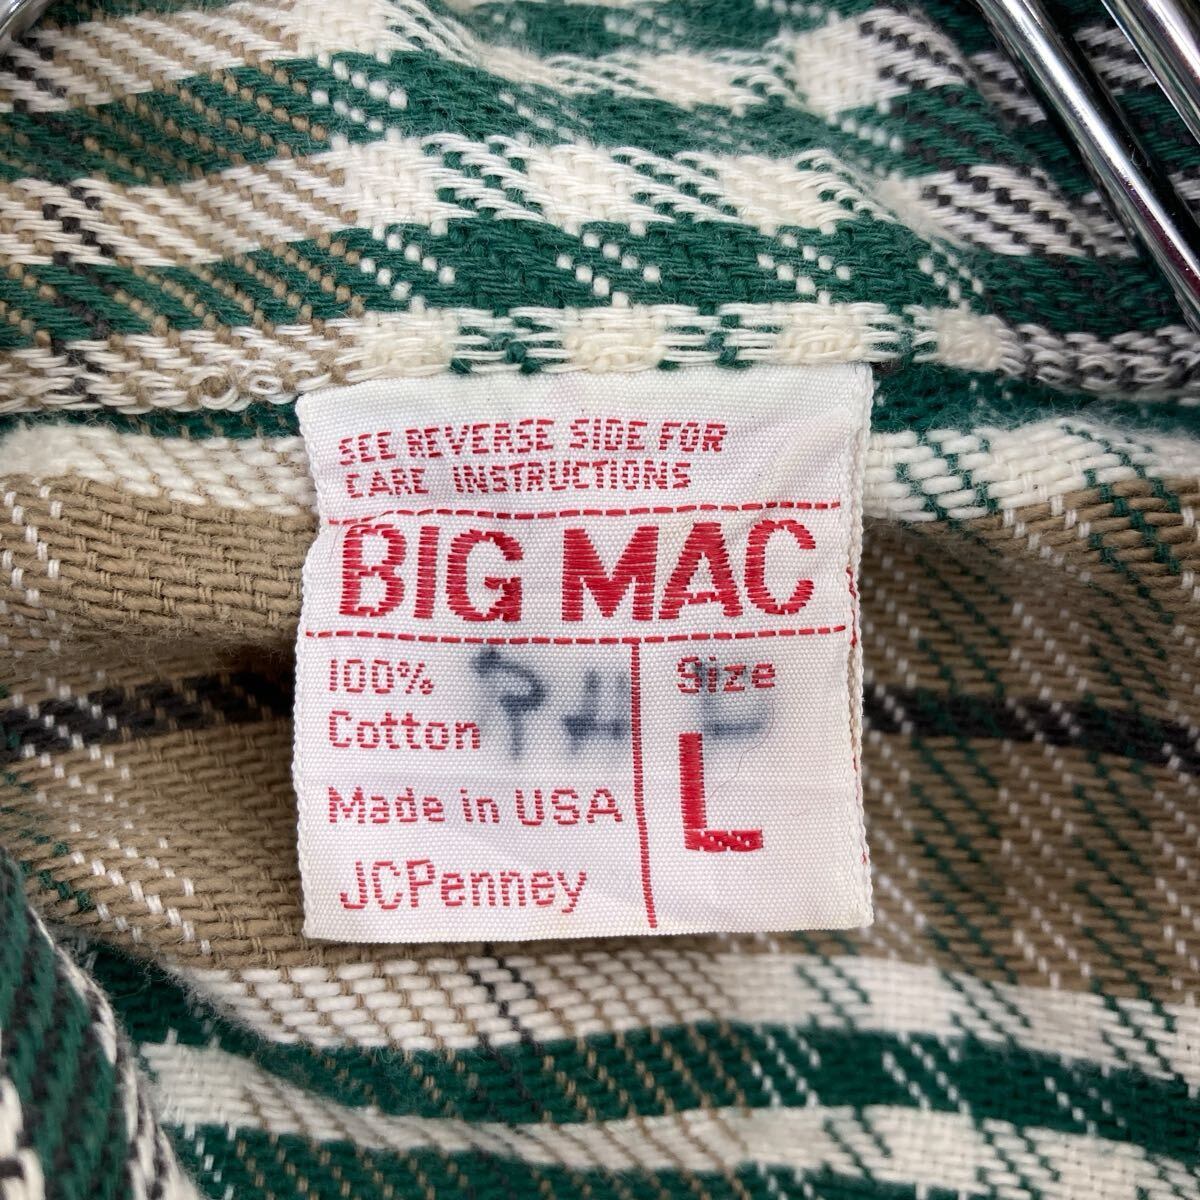 SEE REVERSE SIDE FOR
CARE INSTRUCTIONS
BIG MAC
100%
Cotton
Made in USA
JCPenney
Size
L